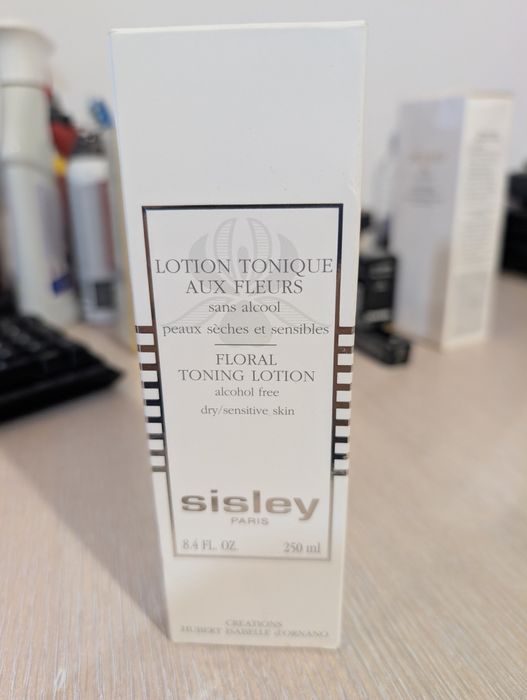 LOTION TONIQUE
AUX FLEURS
sans alcool
peaux sèches et sensibles
FLORAL
TONING LOTION
alcohol free
dry/sensitive skin
sisley
PARIS
8.4 FL. OZ. 250 ml
CREATIONS
HUBERT ISABELLE d'ORNANO